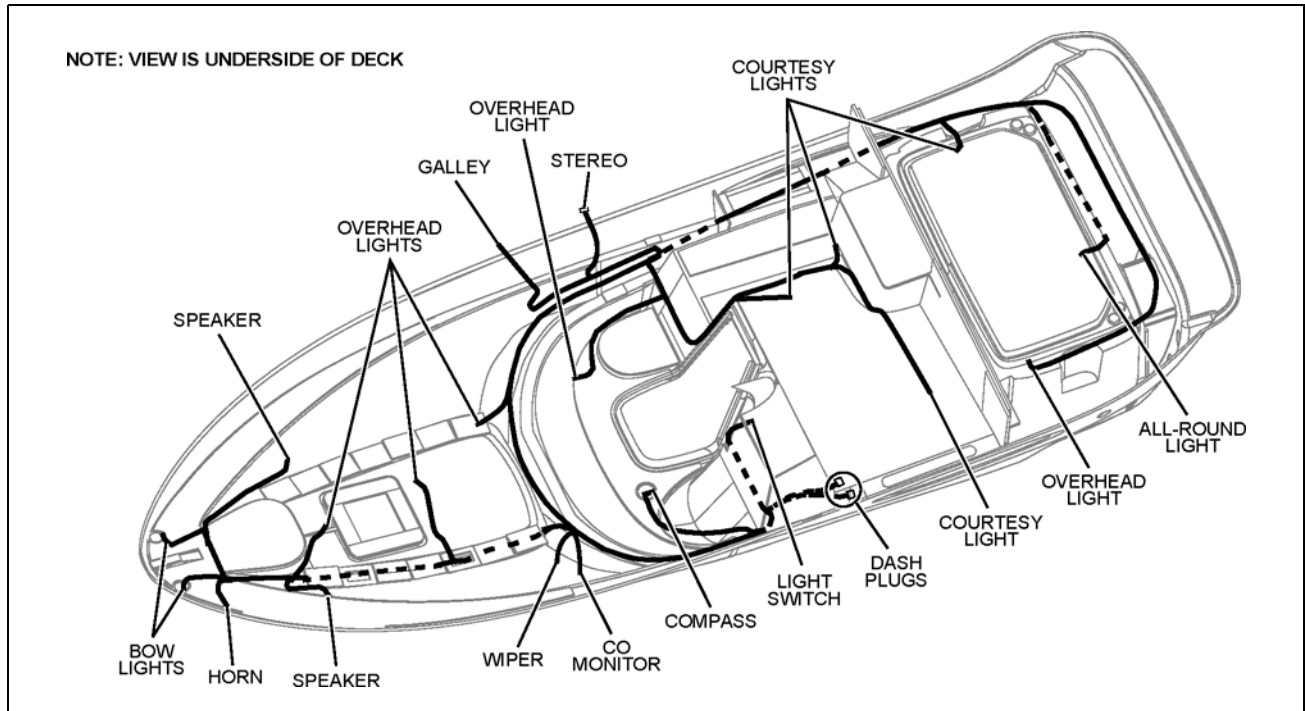 NOTE: VIEW IS UNDERSIDE OF DECK
COURTESY
LIGHTS
OVERHEAD
LIGHT
GALLEY
STEREO
OVERHEAD
LIGHTS
SPEAKER
ALL-ROUND
LIGHT
OVERHEAD
LIGHT
COURTESY
LIGHT
DASH
PLUGS
LIGHT
SWITCH
COMPASS
CO
MONITOR
WIPER
BOW
LIGHTS
HORN
SPEAKER